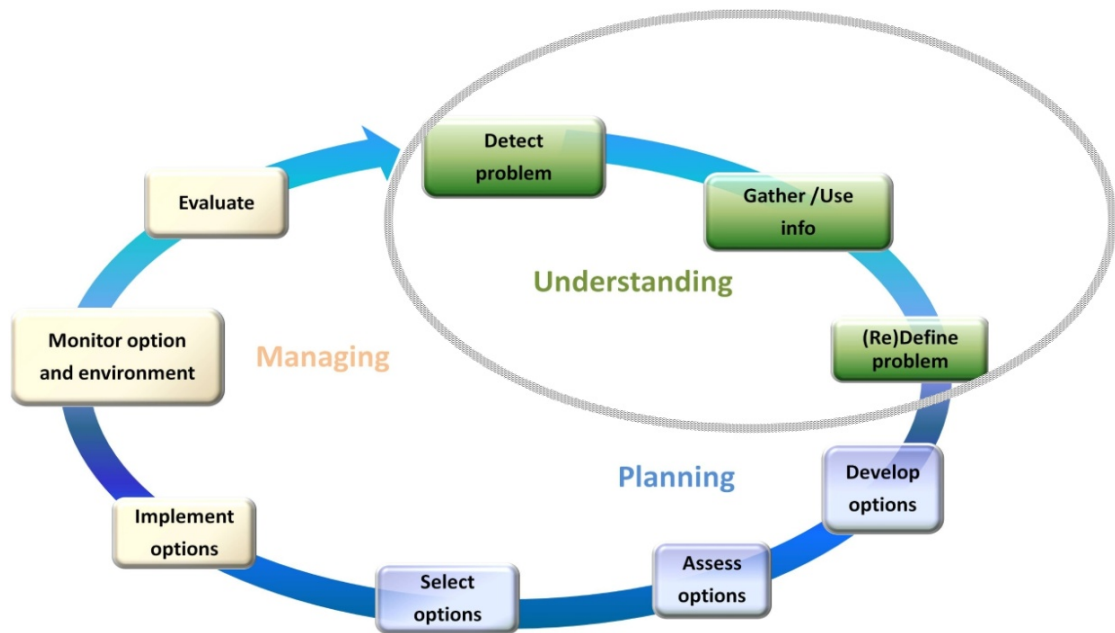 Detect
problem
Gather /Use
info
Understanding
(Re)Define
problem
Planning
Develop
options
Assess
options
Select
options
Implement
options
Managing
Monitor option
and environment
Evaluate